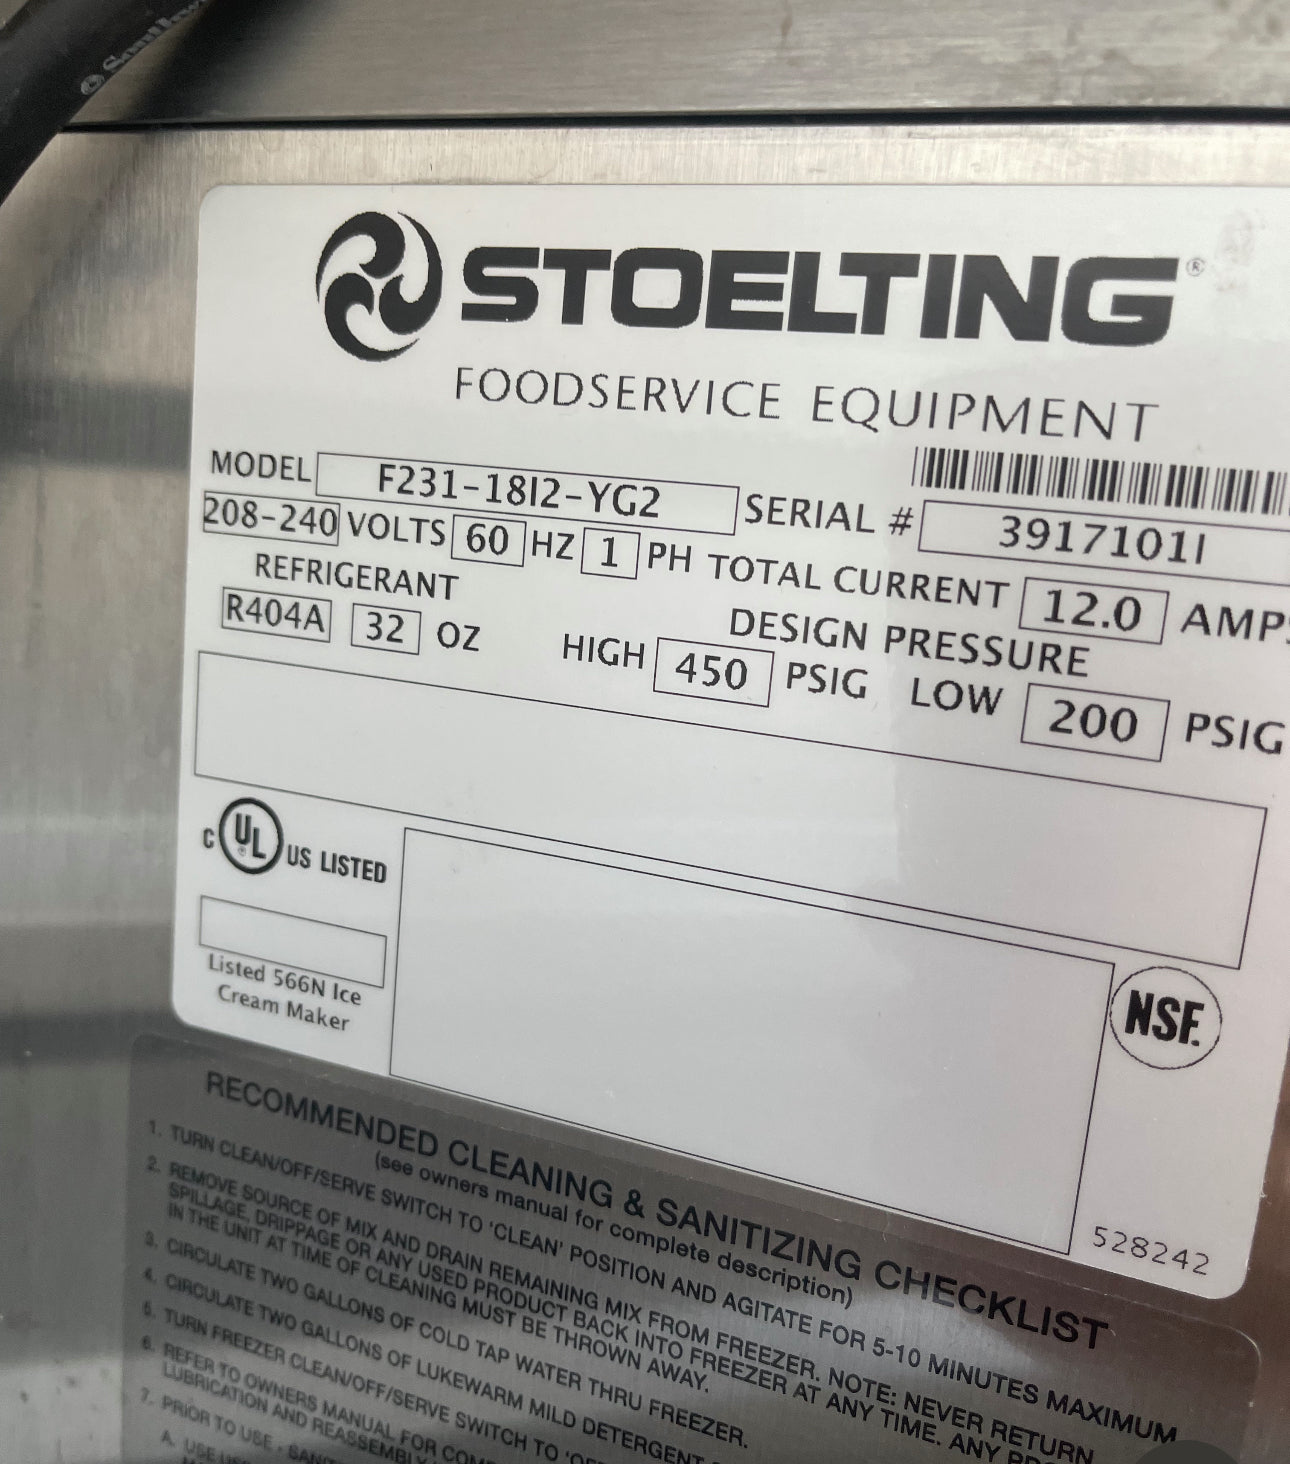 STOELTING®
FOODSERVICE EQUIPMENT
MODEL F231-18I2-YG2 SERIAL # 3917101I
208-240 VOLTS 60 HZ 1 PH TOTAL CURRENT 12.0 AMPS
REFRIGERANT DESIGN PRESSURE
R404A 32 OZ HIGH 450 PSIG LOW 200 PSIG
C UL® US LISTED
Listed 566N Ice
Cream Maker
NSF.
528242
RECOMMENDED CLEANING & SANITIZING CHECKLIST
(see owners manual for complete description)
1. TURN CLEAN/OFF/SERVE SWITCH TO 'CLEAN' POSITION AND AGITATE FOR 5-10 MINUTES MAXIMUM
2. REMOVE SOURCE OF MIX AND DRAIN REMAINING MIX FROM FREEZER. NOTE: NEVER RETURN
SPILLAGE, DRIPPAGE OR ANY USED PRODUCT BACK INTO FREEZER AT ANY TIME. ANY
IN THE UNIT AT TIME OF CLEANING MUST BE THROWN AWAY.
3. CIRCULATE TWO GALLONS OF COLD TAP WATER THRU FREEZER.
4. CIRCULATE TWO GALLONS OF LUKEWARM MILD DETERGENT
5. TURN FREEZER CLEAN/OFF/SERVE SWITCH TO
6. REFER TO OWNERS MANUAL FOR
LUBRICATION AND REASSEMBLY
7. PRIOR TO USE -
A. USE